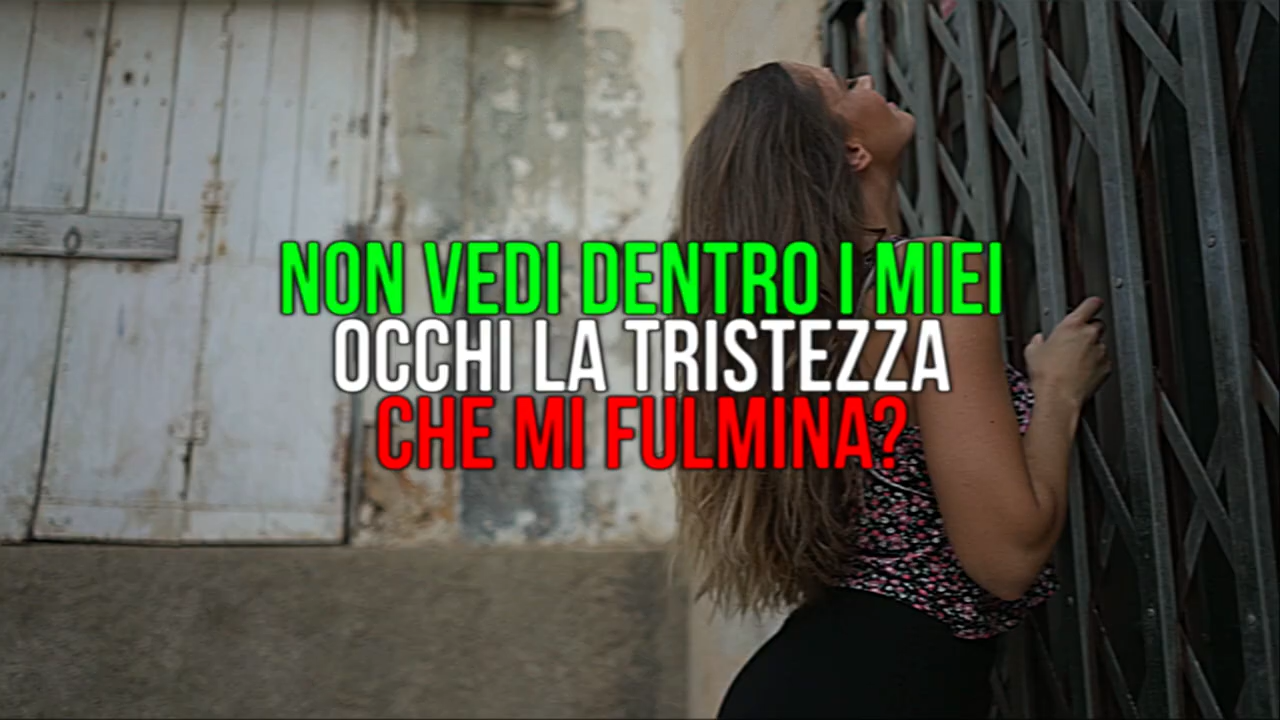 NON VEDI DENTRO I MIEI
OCCHI LA TRISTEZZA
CHE MI FULMINA?